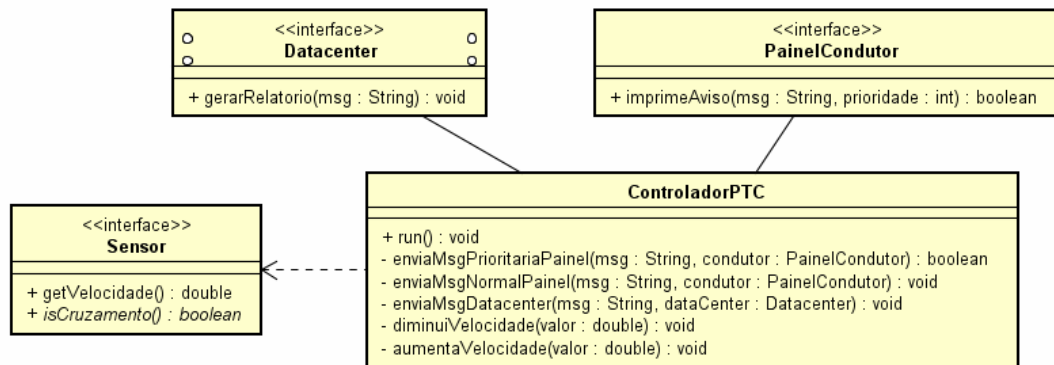 <<interface>>
Datacenter
+ gerarRelatorio(msg : String) : void
<<interface>>
PainelCondutor
+ imprimeAviso(msg : String, prioridade : int) : boolean
<<interface>>
Sensor
+ getVelocidade() : double
+ isCruzamento() : boolean
ControladorPTC
+ run() : void
- enviaMsgPrioritariaPainel(msg : String, condutor : PainelCondutor) : boolean
- enviaMsgNormalPainel(msg : String, condutor : PainelCondutor) : void
- enviaMsgDatacenter(msg : String, dataCenter : Datacenter) : void
- diminuiVelocidade(valor : double) : void
- aumentaVelocidade(valor : double) : void